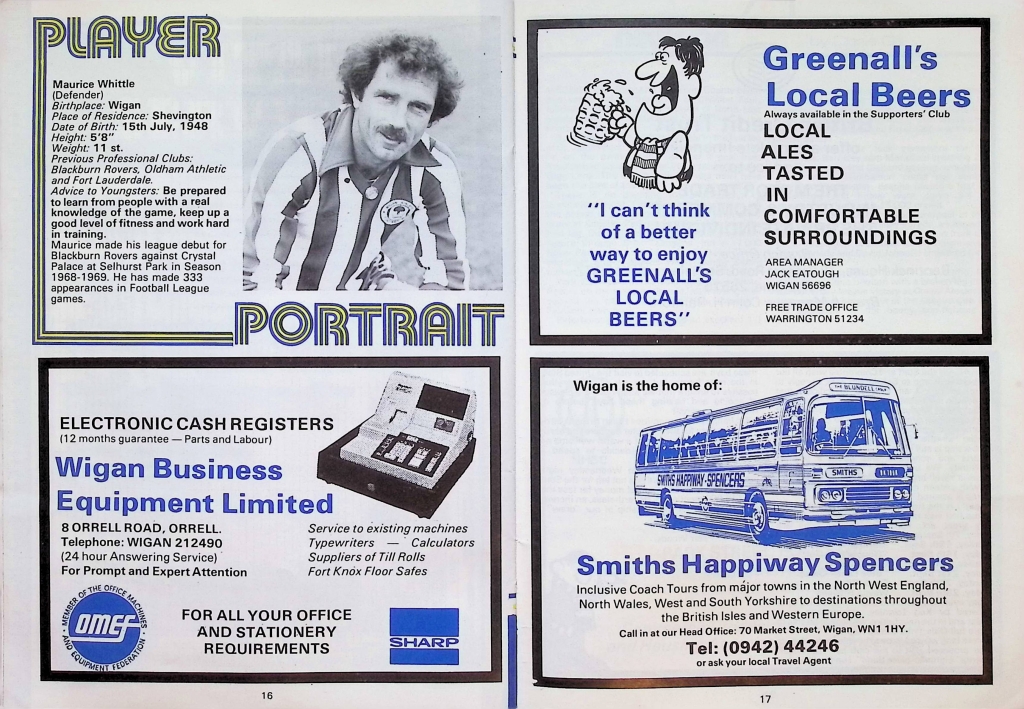 PLAYER
Maurice Whittle
(Defender)
Birthplace: Wigan
Place of Residence: Shevington
Date of Birth: 15th July, 1948
Height: 5'8"
Weight: 11 st.
Previous Professional Clubs:
Blackburn Rovers, Oldham Athletic
and Fort Lauderdale.
Advice to Youngsters: Be prepared
to learn from people with a real
knowledge of the game, keep up a
good level of fitness and work hard
in training.
Maurice made his league debut for
Blackburn Rovers against Crystal
Palace at Selhurst Park in Season
1968-1969. He has made 333
appearances in Football League
games.
PORTRAIT
ELECTRONIC CASH REGISTERS
(12 months guarantee — Parts and Labour)
Wigan Business
Equipment Limited
8 ORRELL ROAD, ORRELL.
Telephone: WIGAN 212490
(24 hour Answering Service)
For Prompt and Expert Attention
Service to existing machines
Typewriters — Calculators
Suppliers of Till Rolls
Fort Knox Floor Safes
MEMBER OF THE OFFICE MACHINES
omef
AND EQUIPMENT FEDERATION
FOR ALL YOUR OFFICE
AND STATIONERY
REQUIREMENTS
SHARP
16
Greenall's
Local Beers
Always available in the Supporters' Club
LOCAL
ALES
TASTED
IN
COMFORTABLE
SURROUNDINGS
"I can't think
of a better
way to enjoy
GREENALL'S
LOCAL
BEERS"
AREA MANAGER
JACK EATOUGH
WIGAN 56696
FREE TRADE OFFICE
WARRINGTON 51234
Wigan is the home of:
THE BLUNDELL
SMITHS HAPPIWAY-SPENCERS
SMITHS
Smiths Happiway Spencers
Inclusive Coach Tours from major towns in the North West England,
North Wales, West and South Yorkshire to destinations throughout
the British Isles and Western Europe.
Call in at our Head Office: 70 Market Street, Wigan, WN1 1HY.
Tel: (0942) 44246
or ask your local Travel Agent
17